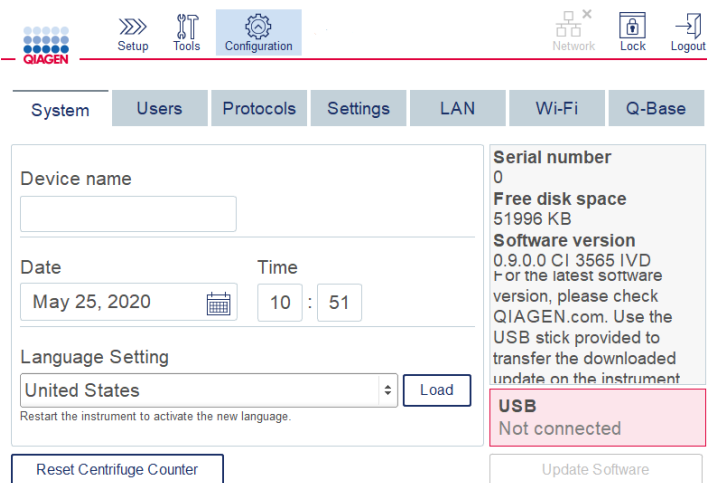 QIAGEN
Setup
Tools
Configuration
Network
Lock
Logout
System
Users
Protocols
Settings
LAN
Wi-Fi
Q-Base
Device name
Date
Time
May 25, 2020
10 : 51
Language Setting
United States
Load
Restart the instrument to activate the new language.
Reset Centrifuge Counter
Serial number
0
Free disk space
51996 KB
Software version
0.9.0.0 CI 3565 IVD
For the latest software
version, please check
QIAGEN.com. Use the
USB stick provided to
transfer the downloaded
update on the instrument
USB
Not connected
Update Software